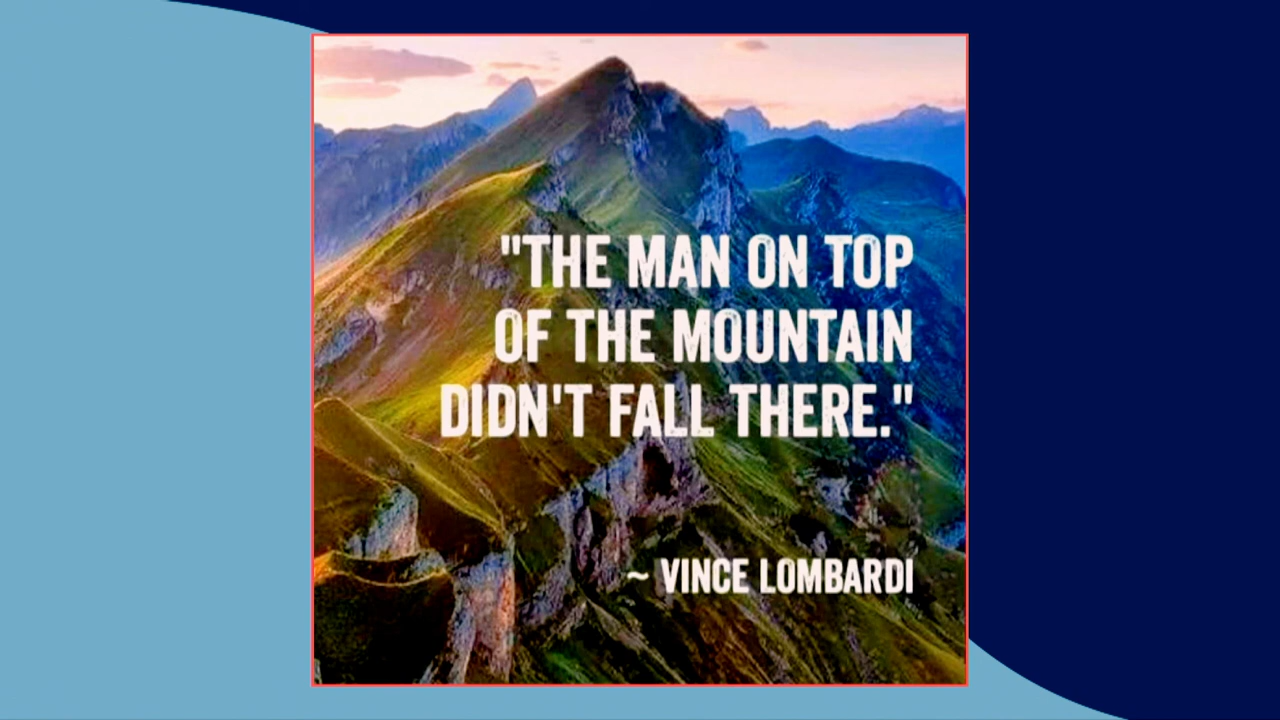 "THE MAN ON TOP
OF THE MOUNTAIN
DIDN'T FALL THERE."
~ VINCE LOMBARDI